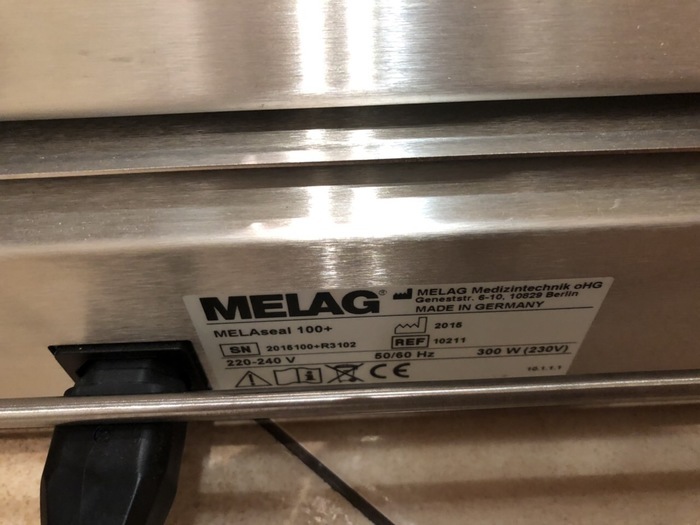 MELAG® MELAG Medizintechnik oHG
Geneststr. 6-10, 10829 Berlin
MADE IN GERMANY
MELAseal 100+
2015
SN 2015100+R3102
REF 10211
220-240 V 50/60 Hz 300 W (230V)
CE
10.1.1.1